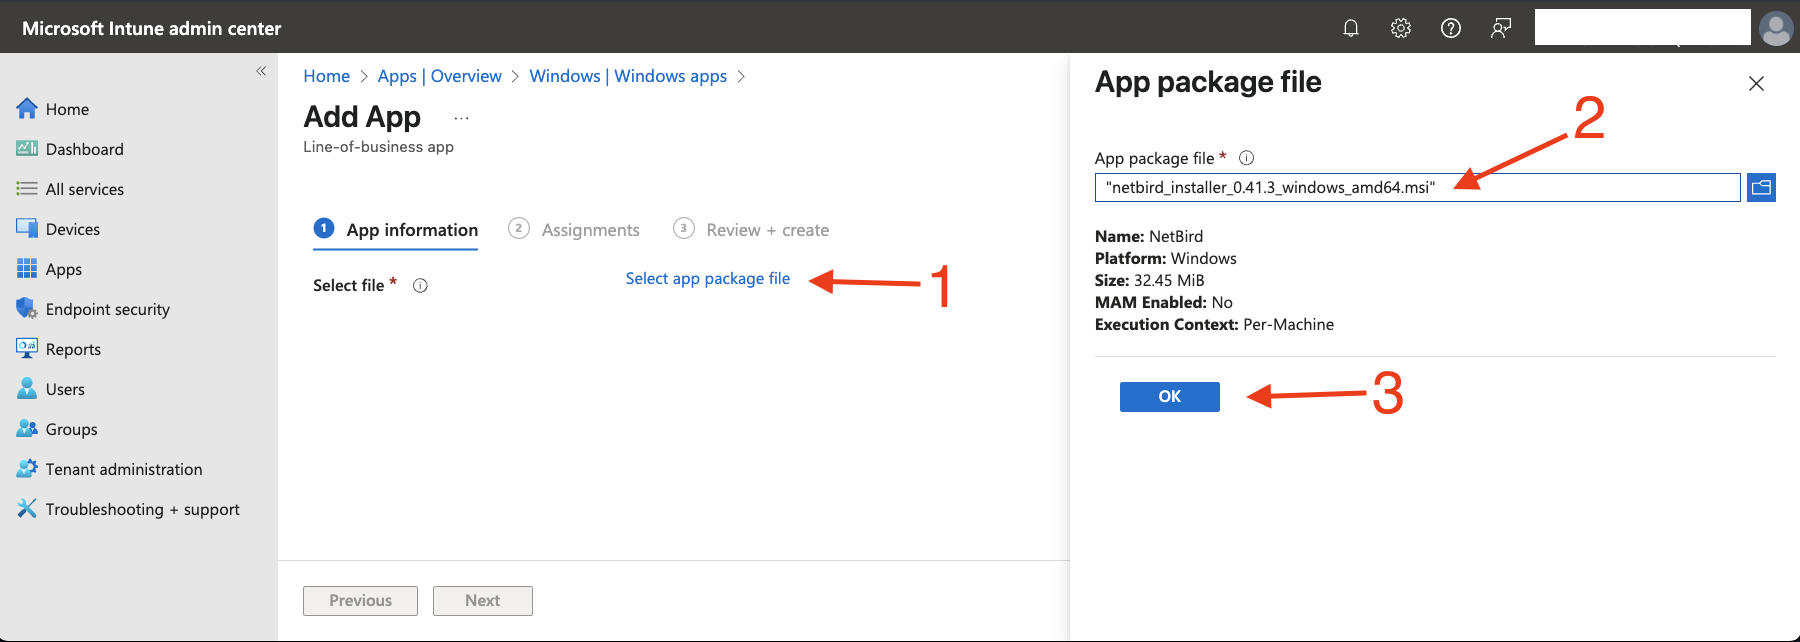 Microsoft Intune admin center
Home
Dashboard
All services
Devices
Apps
Endpoint security
Reports
Users
Groups
Tenant administration
Troubleshooting + support
Home > Apps | Overview > Windows | Windows apps >
Add App ...
Line-of-business app
1 App information 2 Assignments 3 Review + create
Select file * Select app package file
1
Previous Next
App package file
2
App package file *
"netbird_installer_0.41.3_windows_amd64.msi"
Name: NetBird
Platform: Windows
Size: 32.45 MiB
MAM Enabled: No
Execution Context: Per-Machine
OK
3